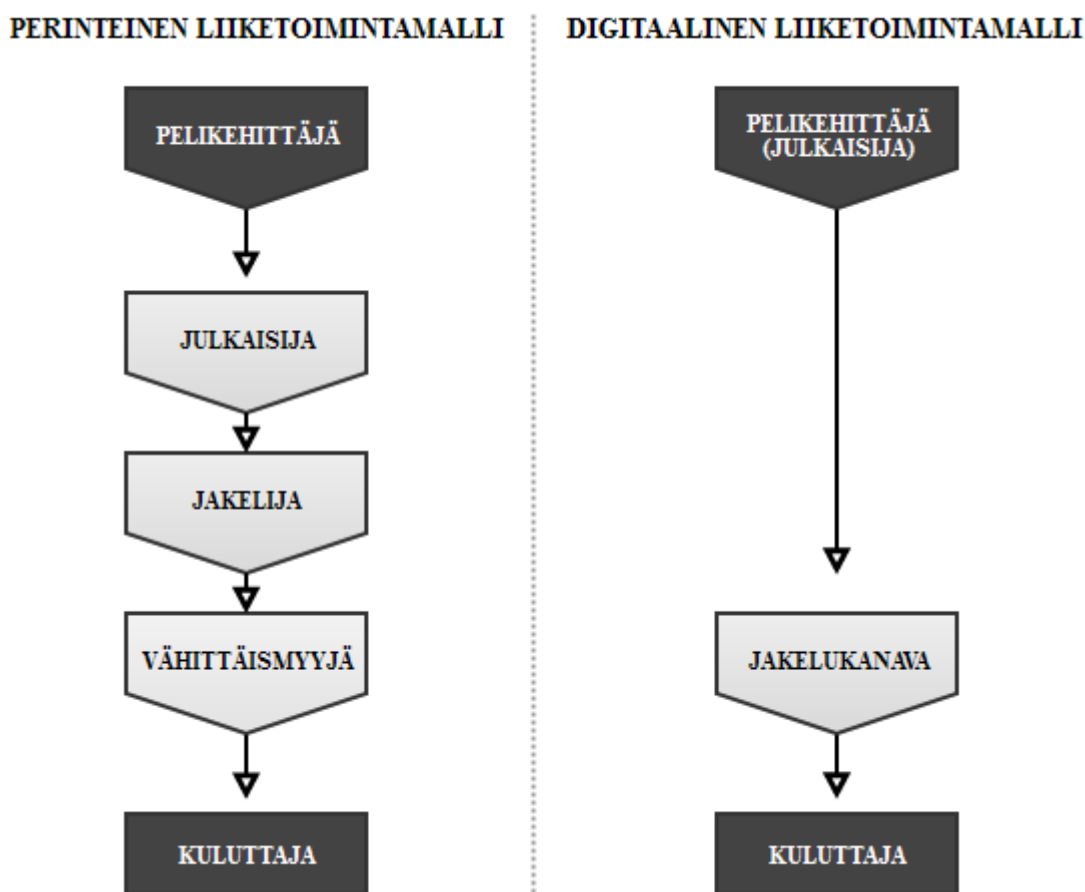 PERINTEINEN LIIKETOIMINTAMALLI
PELIKEHITTÄJÄ
JULKAISIJA
JAKELIJA
VÄHITTÄISMYYJÄ
KULUTTAJA
DIGITAALINEN LIIKETOIMINTAMALLI
PELIKEHITTÄJÄ
(JULKAISIJA)
JAKELUKANAVA
KULUTTAJA